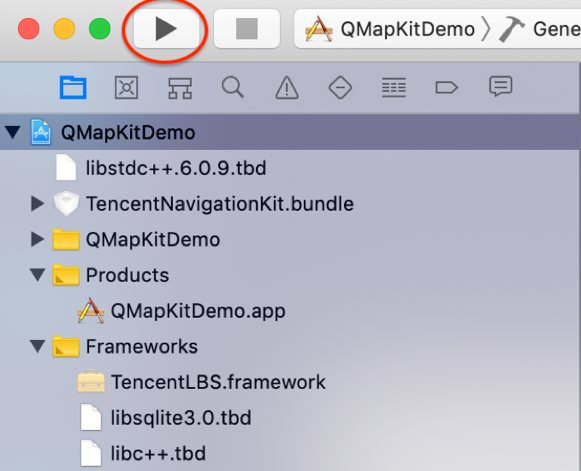 QMapKitDemo 〉 Gene
QMapKitDemo
libstdc++.6.0.9.tbd
TencentNavigationKit.bundle
QMapKitDemo
Products
QMapKitDemo.app
Frameworks
TencentLBS.framework
libsqlite3.0.tbd
libc++.tbd